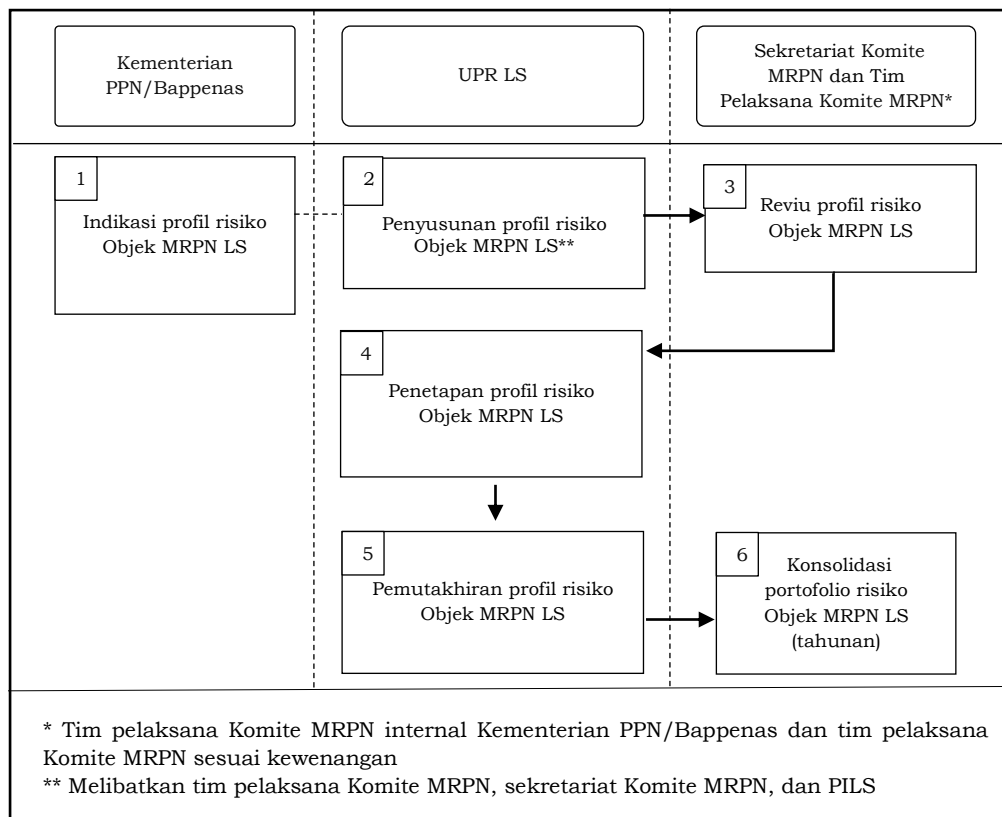 Kementerian
PPN/Bappenas
UPR LS
Sekretariat Komite
MRPN dan Tim
Pelaksana Komite MRPN*
1
Indikasi profil risiko
Objek MRPN LS
2
Penyusunan profil risiko
Objek MRPN LS**
3
Reviu profil risiko
Objek MRPN LS
4
Penetapan profil risiko
Objek MRPN LS
5
Pemutakhiran profil risiko
Objek MRPN LS
6
Konsolidasi
portofolio risiko
Objek MRPN LS
(tahunan)
* Tim pelaksana Komite MRPN internal Kementerian PPN/Bappenas dan tim pelaksana
Komite MRPN sesuai kewenangan
** Melibatkan tim pelaksana Komite MRPN, sekretariat Komite MRPN, dan PILS